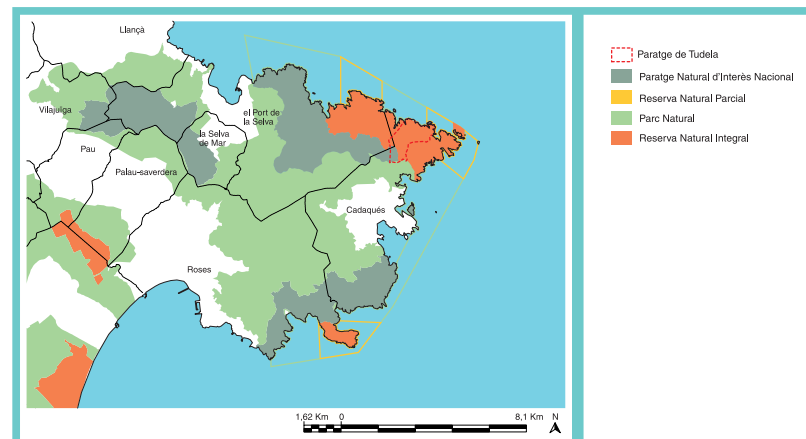 Llançà
Vilajuïga
el Port de
la Selva
la Selva
de Mar
Pau
Palau-saverdera
Cadaqués
Roses
1,62 Km 0 8,1 Km N
Paratge de Tudela
Paratge Natural d'Interès Nacional
Reserva Natural Parcial
Parc Natural
Reserva Natural Integral